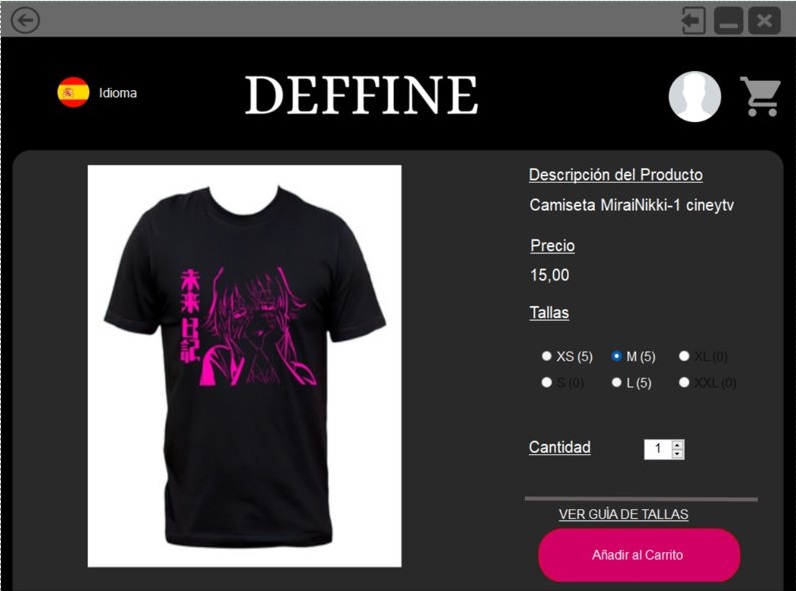 Idioma
DEFFINE
Descripción del Producto
Camiseta MiraiNikki-1 cineytv
Precio
15,00
Tallas
XS (5) M (5) XL (0)
S (0) L (5) XXL (0)
未来日記
Cantidad 1
VER GUÌA DE TALLAS
Añadir al Carrito